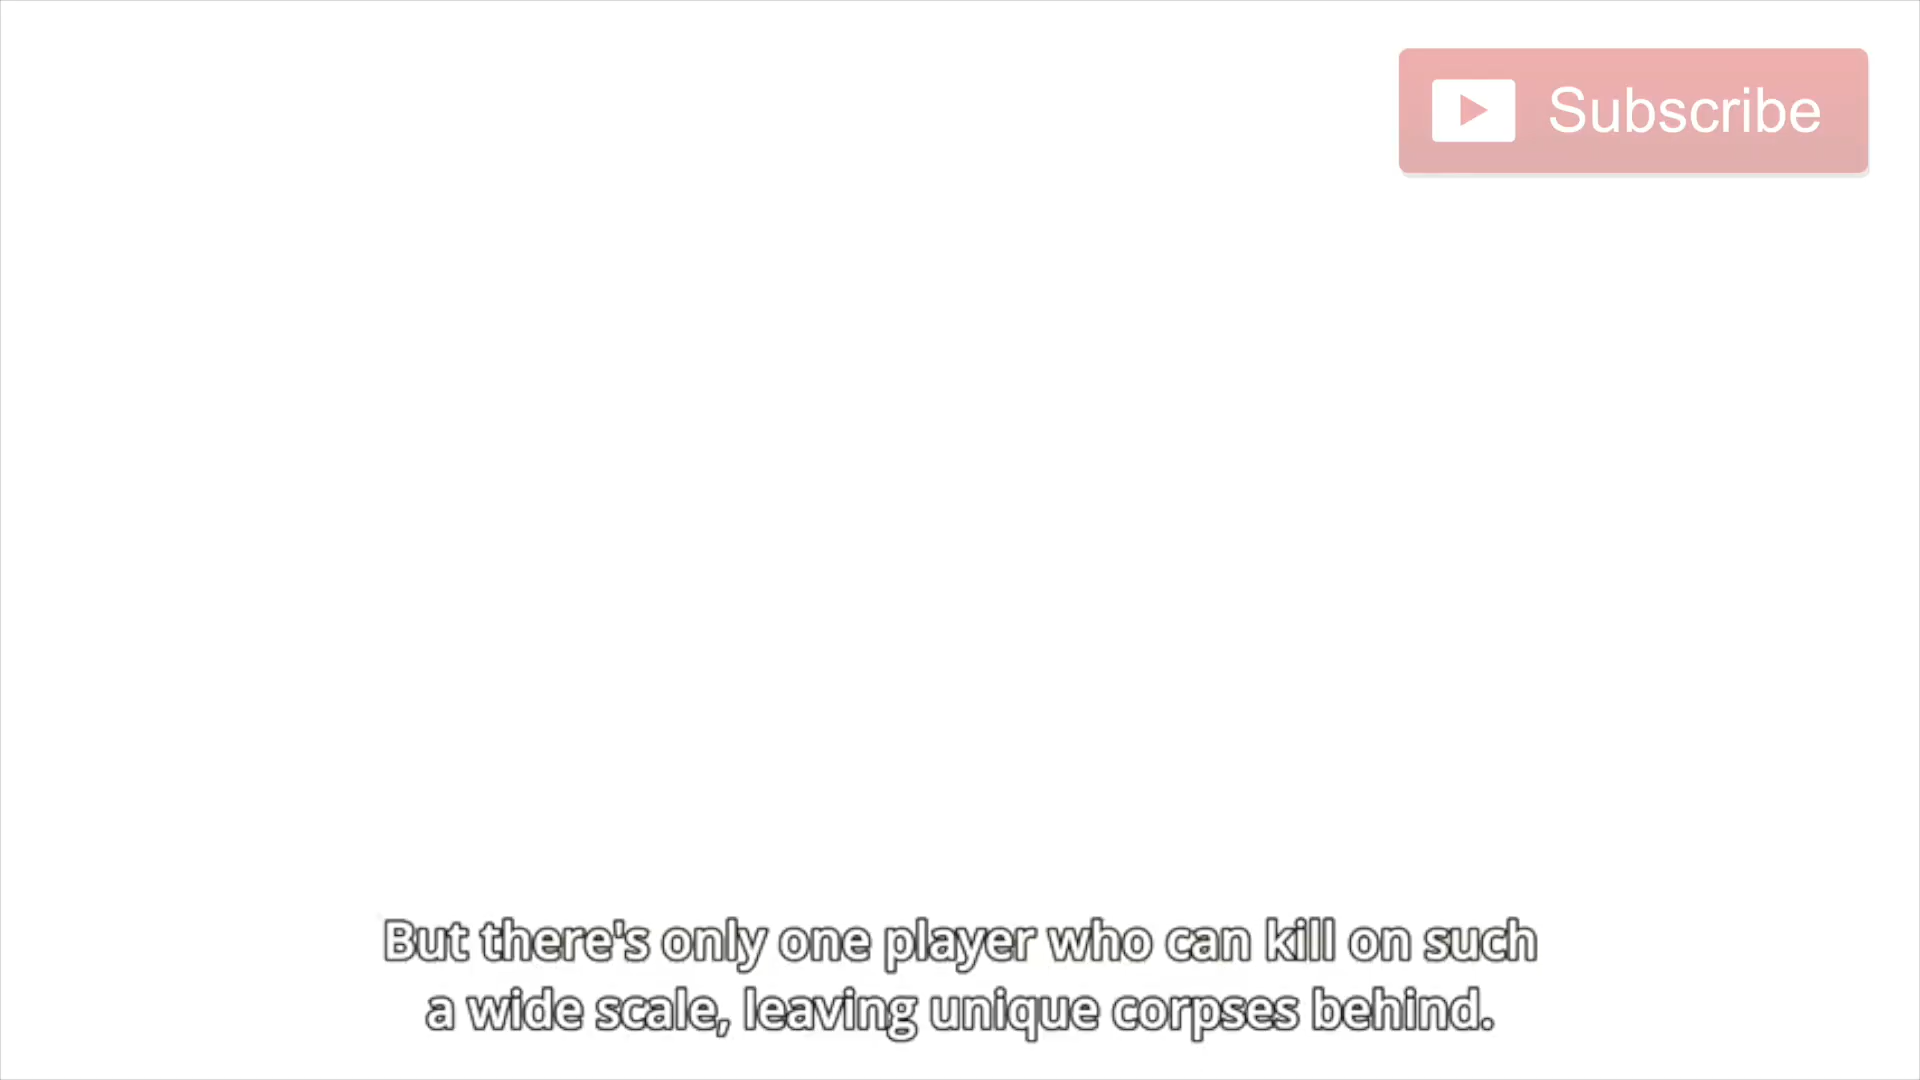 Subscribe
But there's only one player who can kill on such
a wide scale, leaving unique corpses behind.